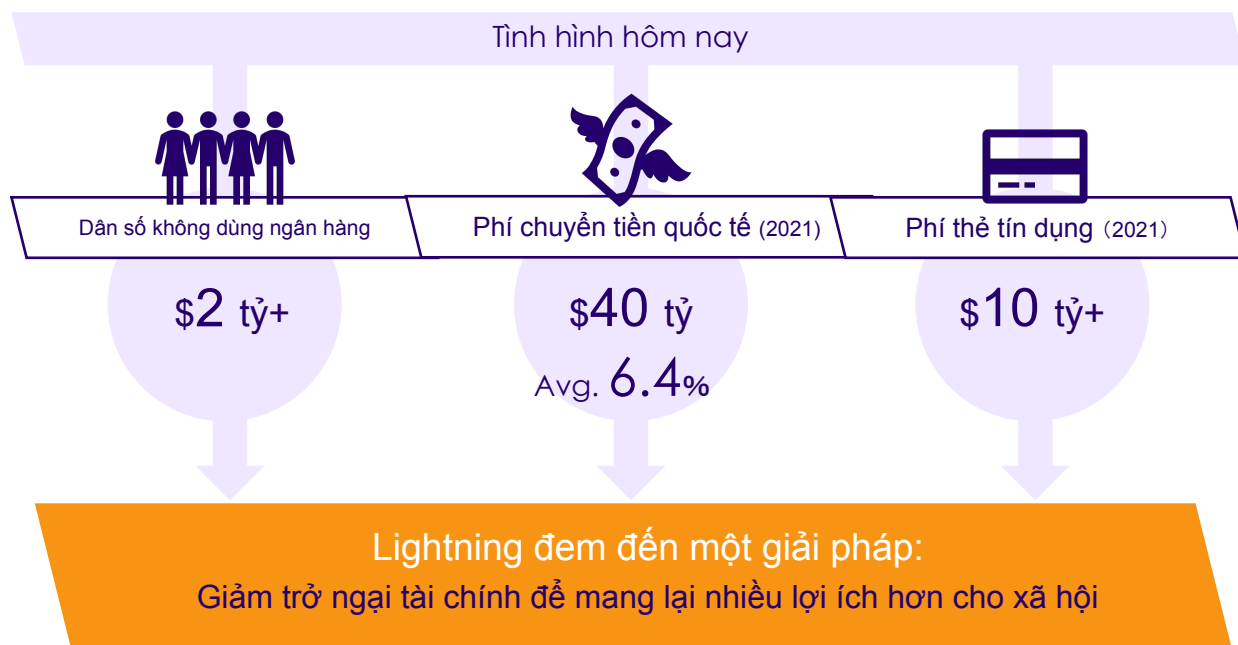 Tình hình hôm nay
Dân số không dùng ngân hàng
Phí chuyển tiền quốc tế (2021)
Phí thẻ tín dụng（2021）
$2 tỷ+
$40 tỷ
$10 tỷ+
Avg. 6.4%
Lightning đem đến một giải pháp:
Giảm trở ngại tài chính để mang lại nhiều lợi ích hơn cho xã hội